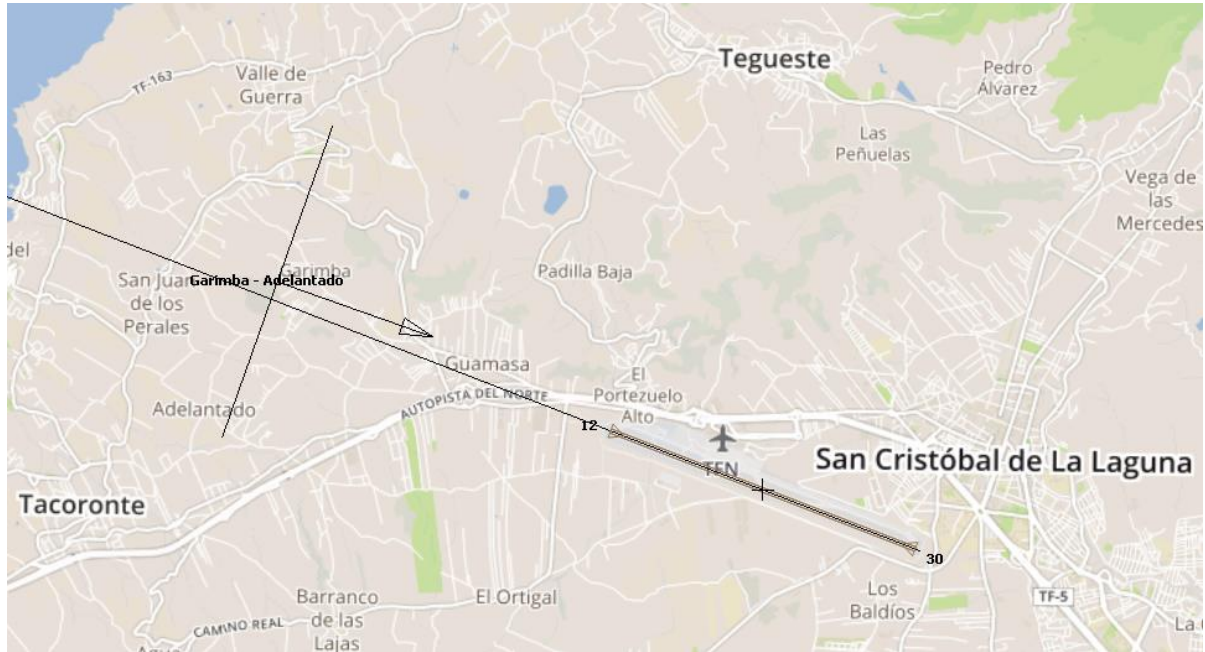 Tegueste
Pedro
Álvarez
Valle de
Guerra
TF-163
Las
Peñuelas
Vega de
las
Mercedes
del
San Juan
de los
Perales
Garimba
Garimba - Adelantado
Padilla Baja
Guamasa
El
Portezuelo
Alto
AUTOPISTA DEL NORTE
Adelantado
12
TFN
San Cristóbal de La Laguna
Tacoronte
30
Los
Baldíos
El Ortigal
Barranco
de las
Lajas
CAMINO REAL
TF-5